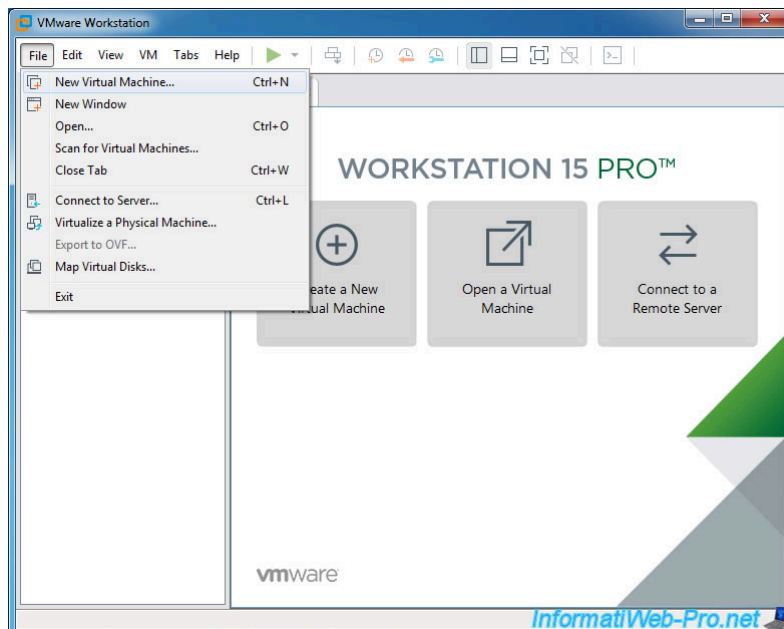 VMware Workstation
File Edit View VM Tabs Help
New Virtual Machine... Ctrl+N
New Window
Open... Ctrl+O
Scan for Virtual Machines...
Close Tab Ctrl+W
Connect to Server... Ctrl+L
Virtualize a Physical Machine...
Export to OVF...
Map Virtual Disks...
Exit
WORKSTATION 15 PRO™
eate a New
tual Machine
Open a Virtual
Machine
Connect to a
Remote Server
vmware
InformatiWeb-Pro.net